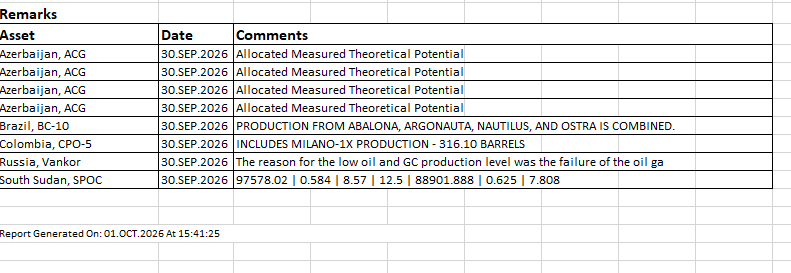 Remarks
Asset Date Comments
Azerbaijan, ACG 30.SEP.2026 Allocated Measured Theoretical Potential
Azerbaijan, ACG 30.SEP.2026 Allocated Measured Theoretical Potential
Azerbaijan, ACG 30.SEP.2026 Allocated Measured Theoretical Potential
Azerbaijan, ACG 30.SEP.2026 Allocated Measured Theoretical Potential
Brazil, BC-10 30.SEP.2026 PRODUCTION FROM ABALONA, ARGONAUTA, NAUTILUS, AND OSTRA IS COMBINED.
Colombia, CPO-5 30.SEP.2026 INCLUDES MILANO-1X PRODUCTION - 316.10 BARRELS
Russia, Vankor 30.SEP.2026 The reason for the low oil and GC production level was the failure of the oil ga
South Sudan, SPOC 30.SEP.2026 97578.02 | 0.584 | 8.57 | 12.5 | 88901.888 | 0.625 | 7.808
Report Generated On: 01.OCT.2026 At 15:41:25